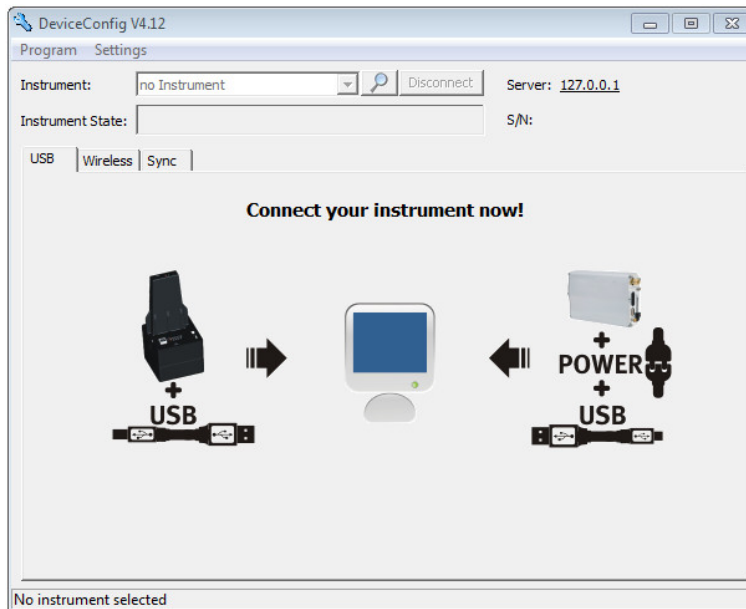 DeviceConfig V4.12
Program Settings
Instrument: no Instrument Disconnect Server: 127.0.0.1
Instrument State: S/N:
USB Wireless Sync
Connect your instrument now!
+
POWER
+ +
USB USB
No instrument selected